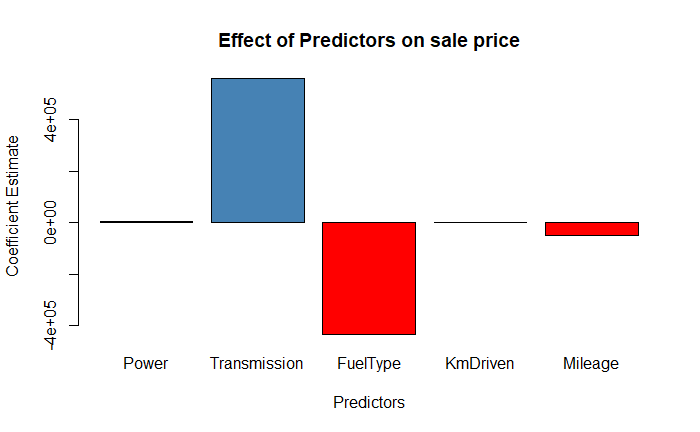 Effect of Predictors on sale price
Coefficient Estimate
4e+05
0e+00
-4e+05
Power Transmission FuelType KmDriven Mileage
Predictors